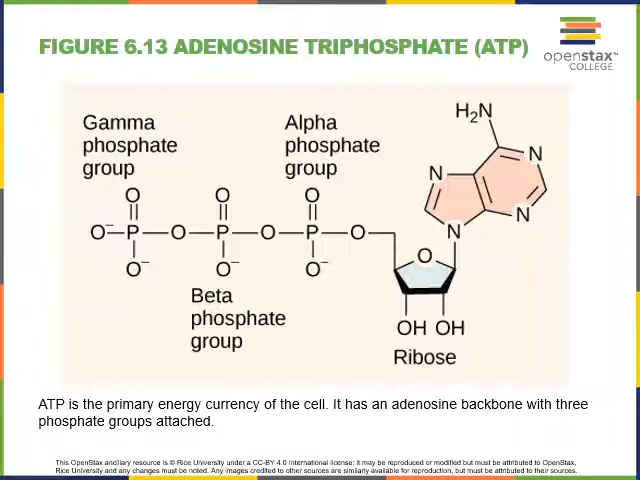 FIGURE 6.13 ADENOSINE TRIPHOSPHATE (ATP)
openstax™
COLLEGE
Gamma
phosphate
group
Alpha
phosphate
group
H₂N
N
N
N
N
O
O
O
O⁻
P
O
P
O
P
O
O
O⁻
O⁻
O⁻
Beta
phosphate
group
OH
OH
Ribose
ATP is the primary energy currency of the cell. It has an adenosine backbone with three
phosphate groups attached.
This OpenStax ancillary resource is © Rice University under a CC-BY 4.0 International license; it may be reproduced or modified but must be attributed to OpenStax,
Rice University and any changes must be noted. Any images credited to other sources are similarly available for reproduction, but must be attributed to their sources.